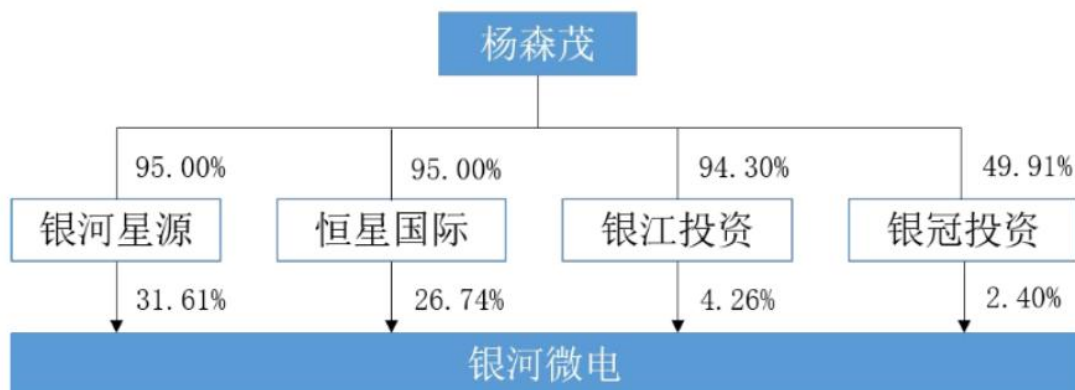 杨森茂
95.00%
95.00%
94.30%
49.91%
银河星源
恒星国际
银江投资
银冠投资
31.61%
26.74%
4.26%
2.40%
银河微电